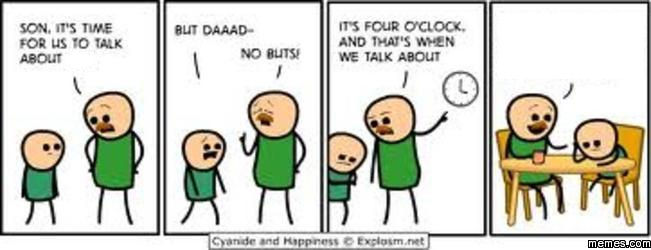 SON, IT'S TIME
FOR US TO TALK
ABOUT
BUT DAAAD--
NO BUTS!
IT'S FOUR O'CLOCK,
AND THAT'S WHEN
WE TALK ABOUT
Cyanide and Happiness © Explosm.net
memes.com